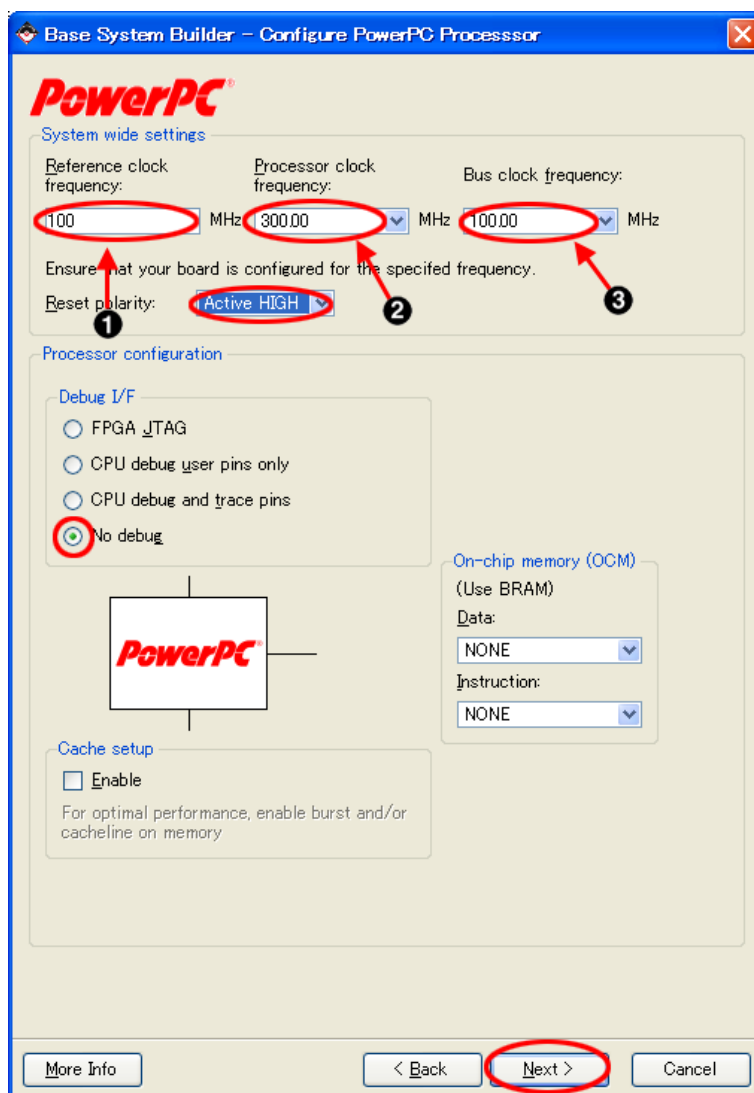 Base System Builder - Configure PowerPC Processsor
PowerPC®
System wide settings
Reference clock frequency:
Processor clock frequency:
Bus clock frequency:
100 MHz 300.00 MHz 100.00 MHz
Ensure that your board is configured for the specifed frequency.
Reset polarity: Active HIGH
1 2 3
Processor configuration
Debug I/F
FPGA JTAG
CPU debug user pins only
CPU debug and trace pins
No debug
On-chip memory (OCM)
(Use BRAM)
Data:
NONE
Instruction:
NONE
PowerPC®
Cache setup
Enable
For optimal performance, enable burst and/or
cacheline on memory
More Info < Back Next > Cancel